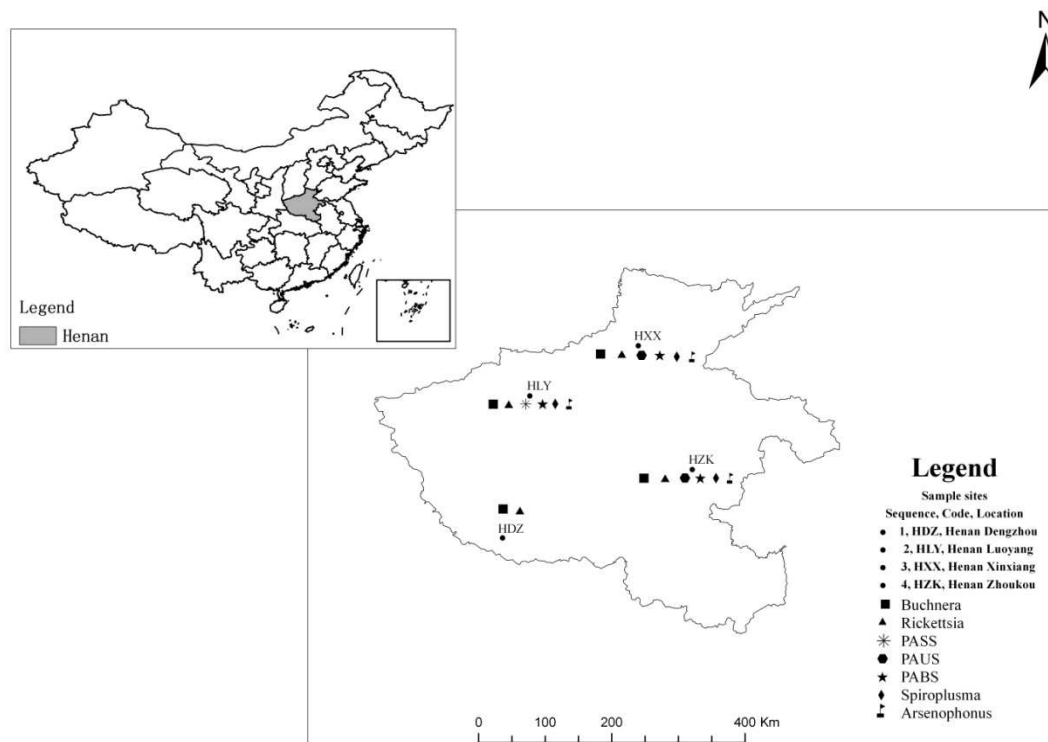 N
Legend
Henan
HXX
HLY
HZK
HDZ
Legend
Sample sites
Sequence, Code, Location
1, HDZ, Henan Dengzhou
2, HLY, Henan Luoyang
3, HXX, Henan Xinxiang
4, HZK, Henan Zhoukou
Buchnera
Rickettsia
PASS
PAUS
PABS
Spiroplusma
Arsenophonus
0 100 200 400 Km